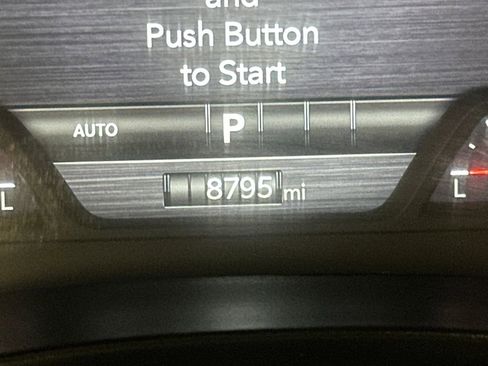 and
Push Button
to Start
AUTO
P
8795 mi
L
L